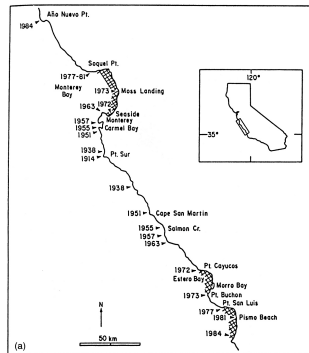 Año Nuevo Pt.
1984
Soquel Pt.
1977-81
Monterey Bay
1973
Moss Landing
1972
1963
Seaside
1957
Monterey
1955
Carmel Bay
1951
1938
Pt. Sur
1914
1938
1951
Cape San Martin
1955
Salmon Cr.
1957
1963
120°
35°
Pt. Cayucos
1972
Estero Bay
Morro Bay
Pt. Buchon
1973
Pt. San Luis
1977
1981
Pismo Beach
1984
N
50 km
(a)